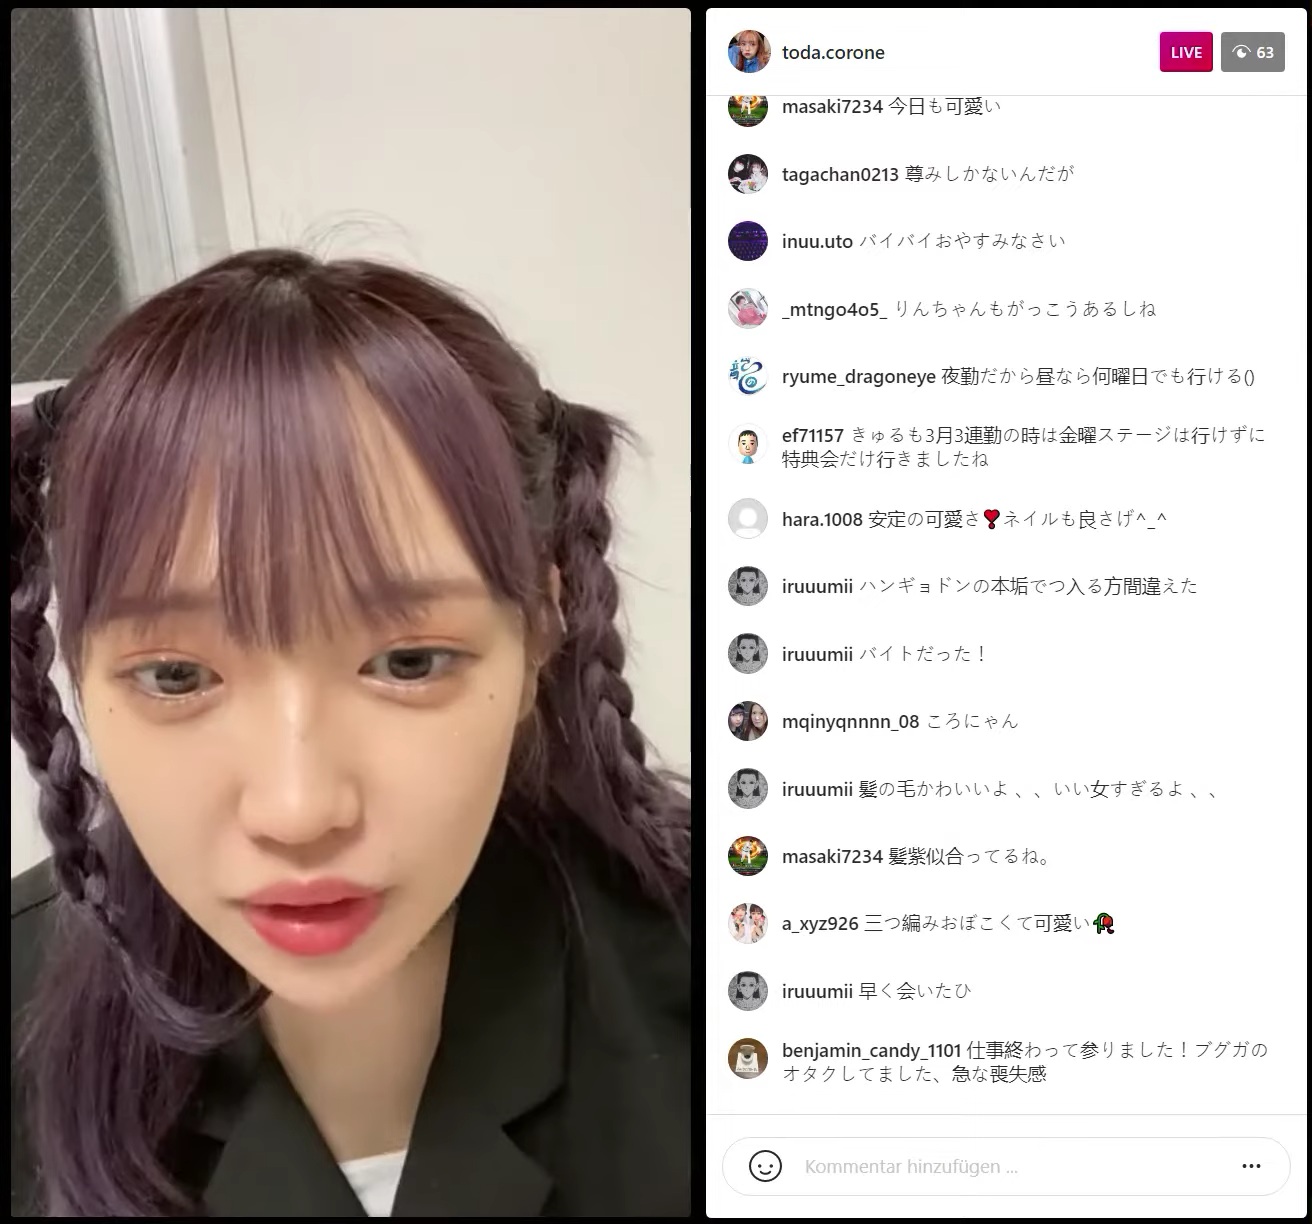 toda.corone
LIVE
63
masaki7234 今日も可愛い
tagachan0213 尊みしかないんだが
inuu.uto バイバイおやすみなさい
_mtngo4o5_ りんちゃんもがっこうあるしね
ryume_dragoneye 夜勤だから昼なら何曜日でも行ける()
ef71157 きゅるも3月3連勤の時は金曜ステージは行けずに
特典会だけ行きましたね
hara.1008 安定の可愛さ❣️ネイルも良さげ^_^
iruuumii ハンギョドンの本垢でつ入る方間違えた
iruuumii バイトだった！
mqinyqnnnn_08 ころにゃん
iruuumii 髪の毛かわいいよ、、いい女すぎるよ、、
masaki7234 髪紫似合ってるね。
a_xyz926 三つ編みおぼこくて可愛い🥀
iruuumii 早く会いたひ
benjamin_candy_1101 仕事終わって参りました！ブグガの
オタクしてました、急な喪失感
Kommentar hinzufügen ...